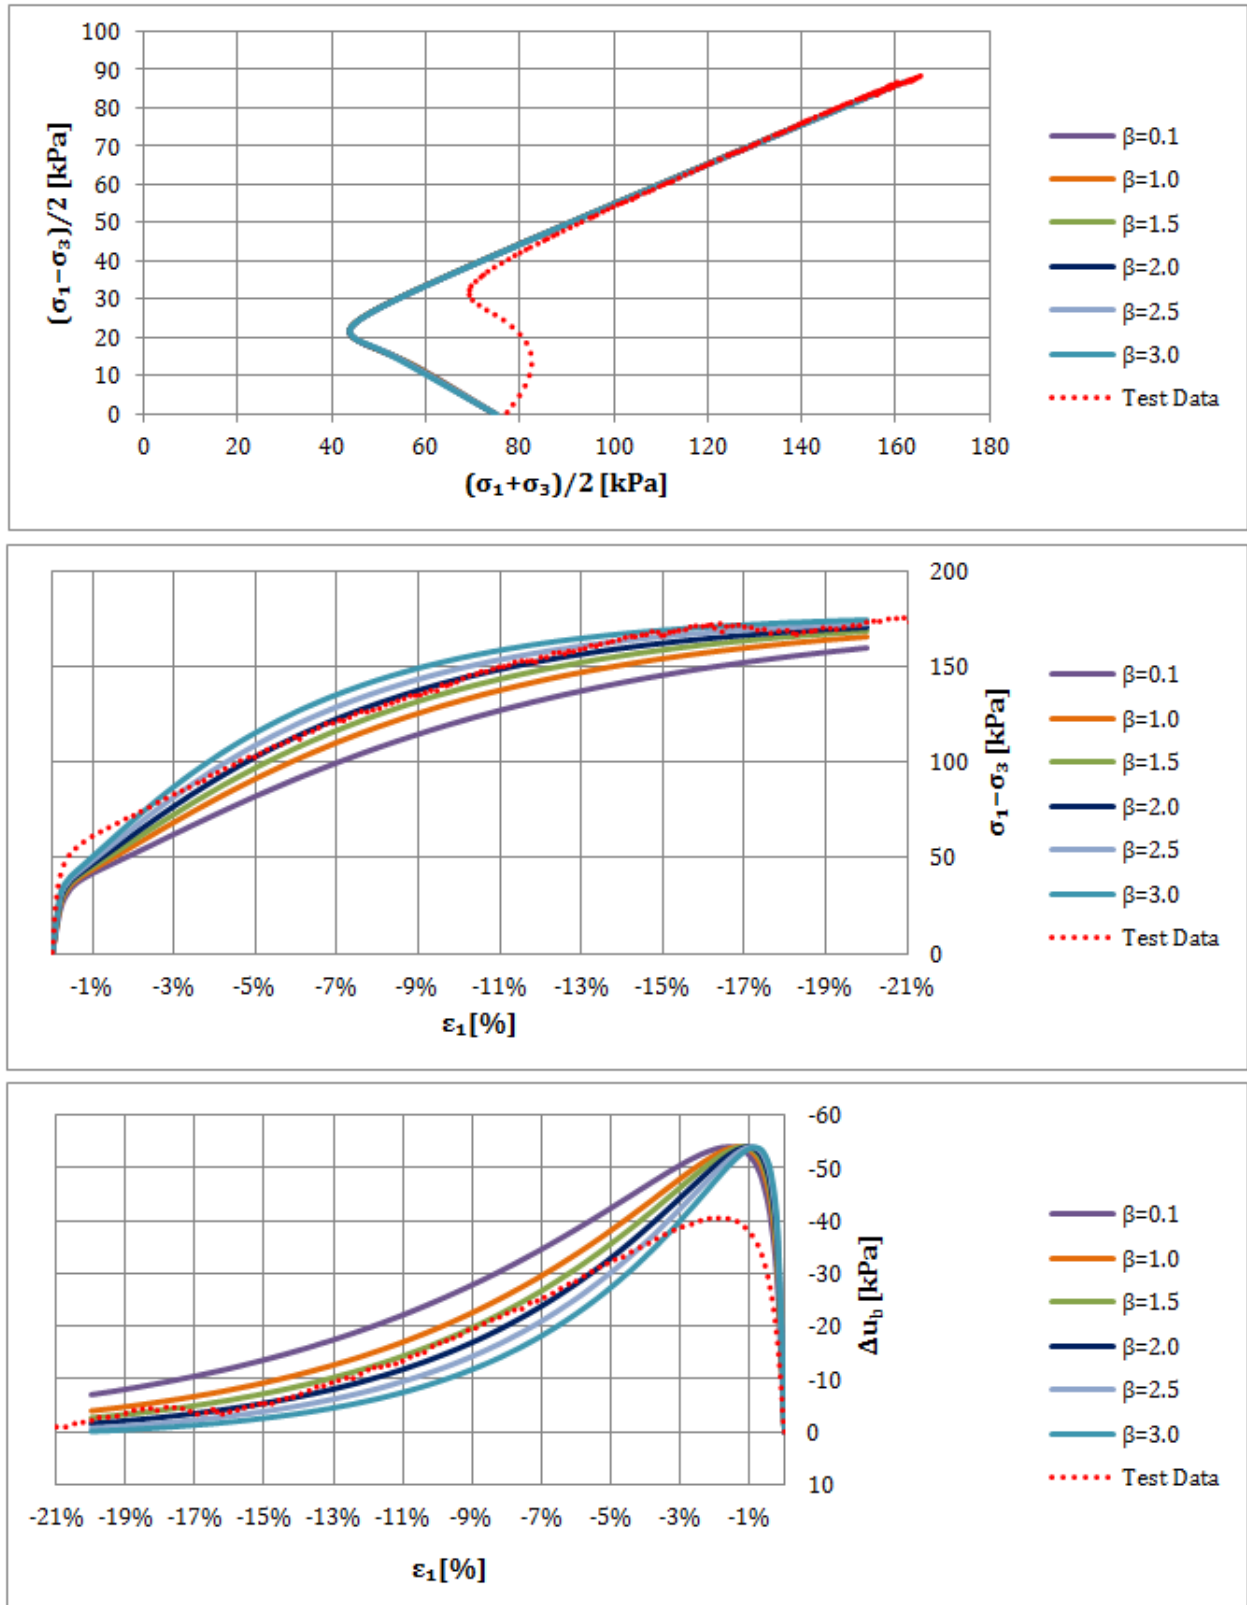 100
90
80
70
60
50
40
30
20
10
0
(σ₁−σ₃)/2 [kPa]
0 20 40 60 80 100 120 140 160 180
(σ₁+σ₃)/2 [kPa]
β=0.1
β=1.0
β=1.5
β=2.0
β=2.5
β=3.0
Test Data
200
150
100
50
0
σ₁−σ₃ [kPa]
-1% -3% -5% -7% -9% -11% -13% -15% -17% -19% -21%
ε₁[%]
β=0.1
β=1.0
β=1.5
β=2.0
β=2.5
β=3.0
Test Data
-60
-50
-40
-30
-20
-10
0
10
Δu_b [kPa]
-21% -19% -17% -15% -13% -11% -9% -7% -5% -3% -1%
ε₁[%]
β=0.1
β=1.0
β=1.5
β=2.0
β=2.5
β=3.0
Test Data